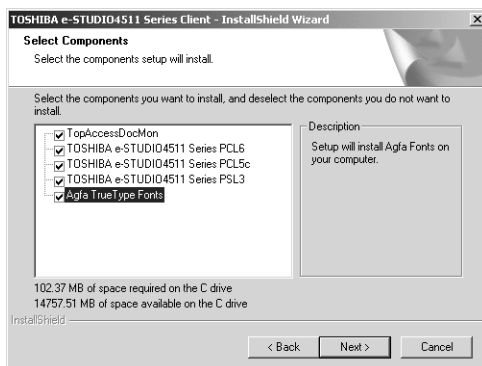 TOSHIBA e-STUDIO4511 Series Client - InstallShield Wizard
Select Components
Select the components setup will install.
Select the components you want to install, and deselect the components you do not want to
install.
TopAccessDocMon
TOSHIBA e-STUDIO4511 Series PCL6
TOSHIBA e-STUDIO4511 Series PCL5c
TOSHIBA e-STUDIO4511 Series PSL3
Agfa TrueType Fonts
Description
Setup will install Agfa Fonts on
your computer.
102.37 MB of space required on the C drive
14757.51 MB of space available on the C drive
InstallShield
< Back
Next >
Cancel